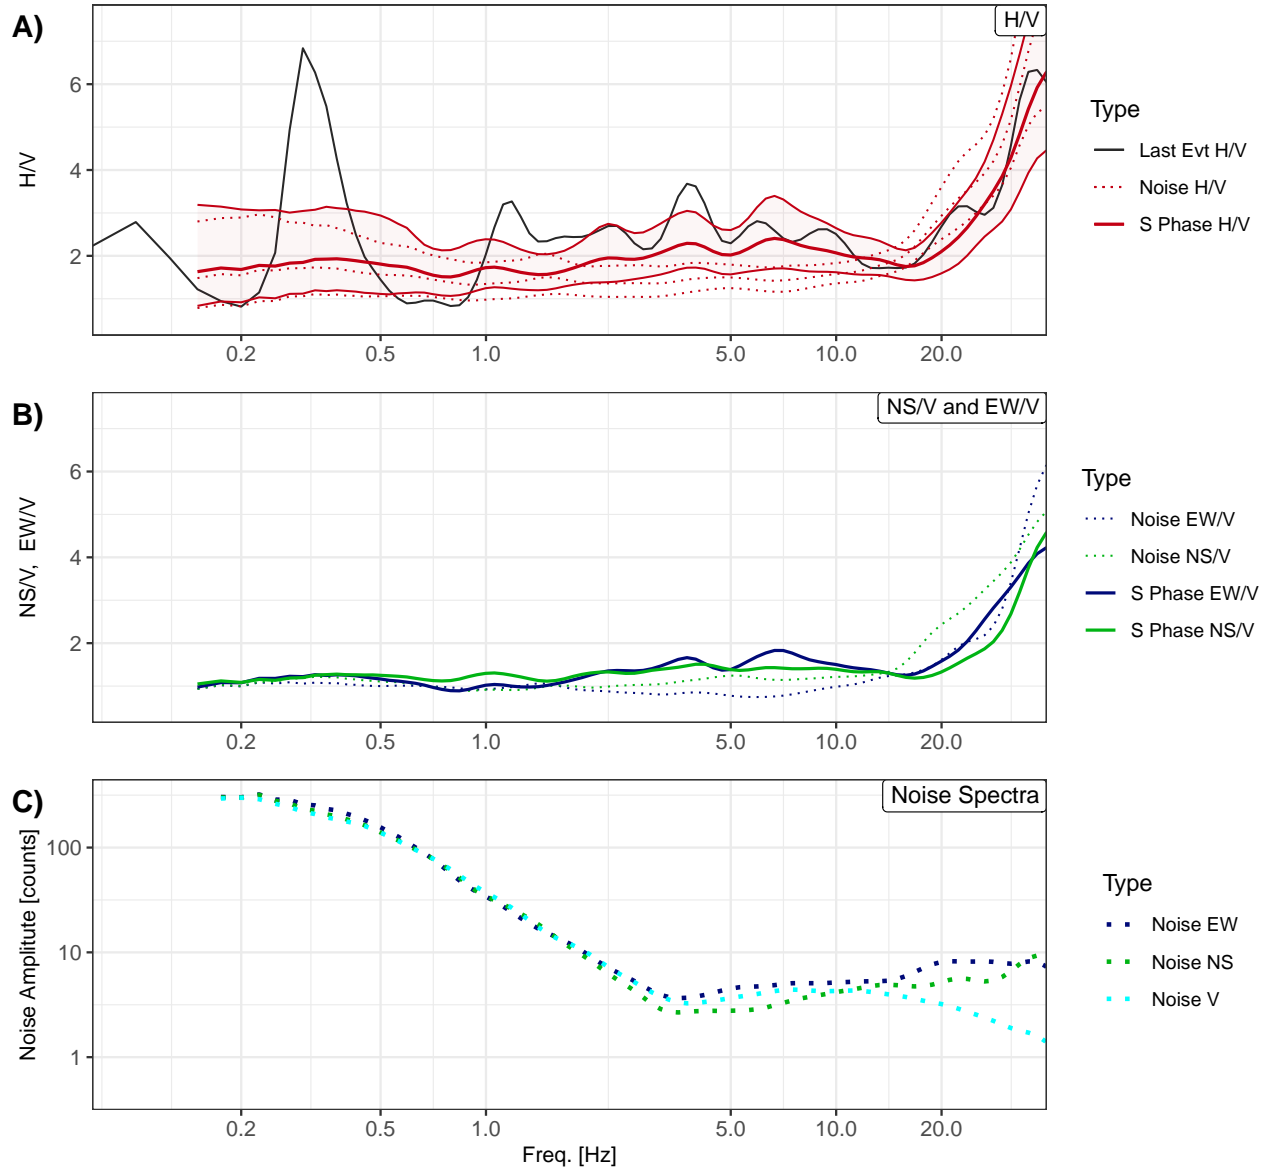 A)
H/V
6
4
2
H/V
0.2 0.5 1.0 5.0 10.0 20.0
Type
Last Evt H/V
Noise H/V
S Phase H/V
B)
NS/V and EW/V
6
4
2
NS/V, EW/V
0.2 0.5 1.0 5.0 10.0 20.0
Type
Noise EW/V
Noise NS/V
S Phase EW/V
S Phase NS/V
C)
Noise Spectra
100
10
1
Noise Amplitute [counts]
0.2 0.5 1.0 5.0 10.0 20.0
Freq. [Hz]
Type
Noise EW
Noise NS
Noise V